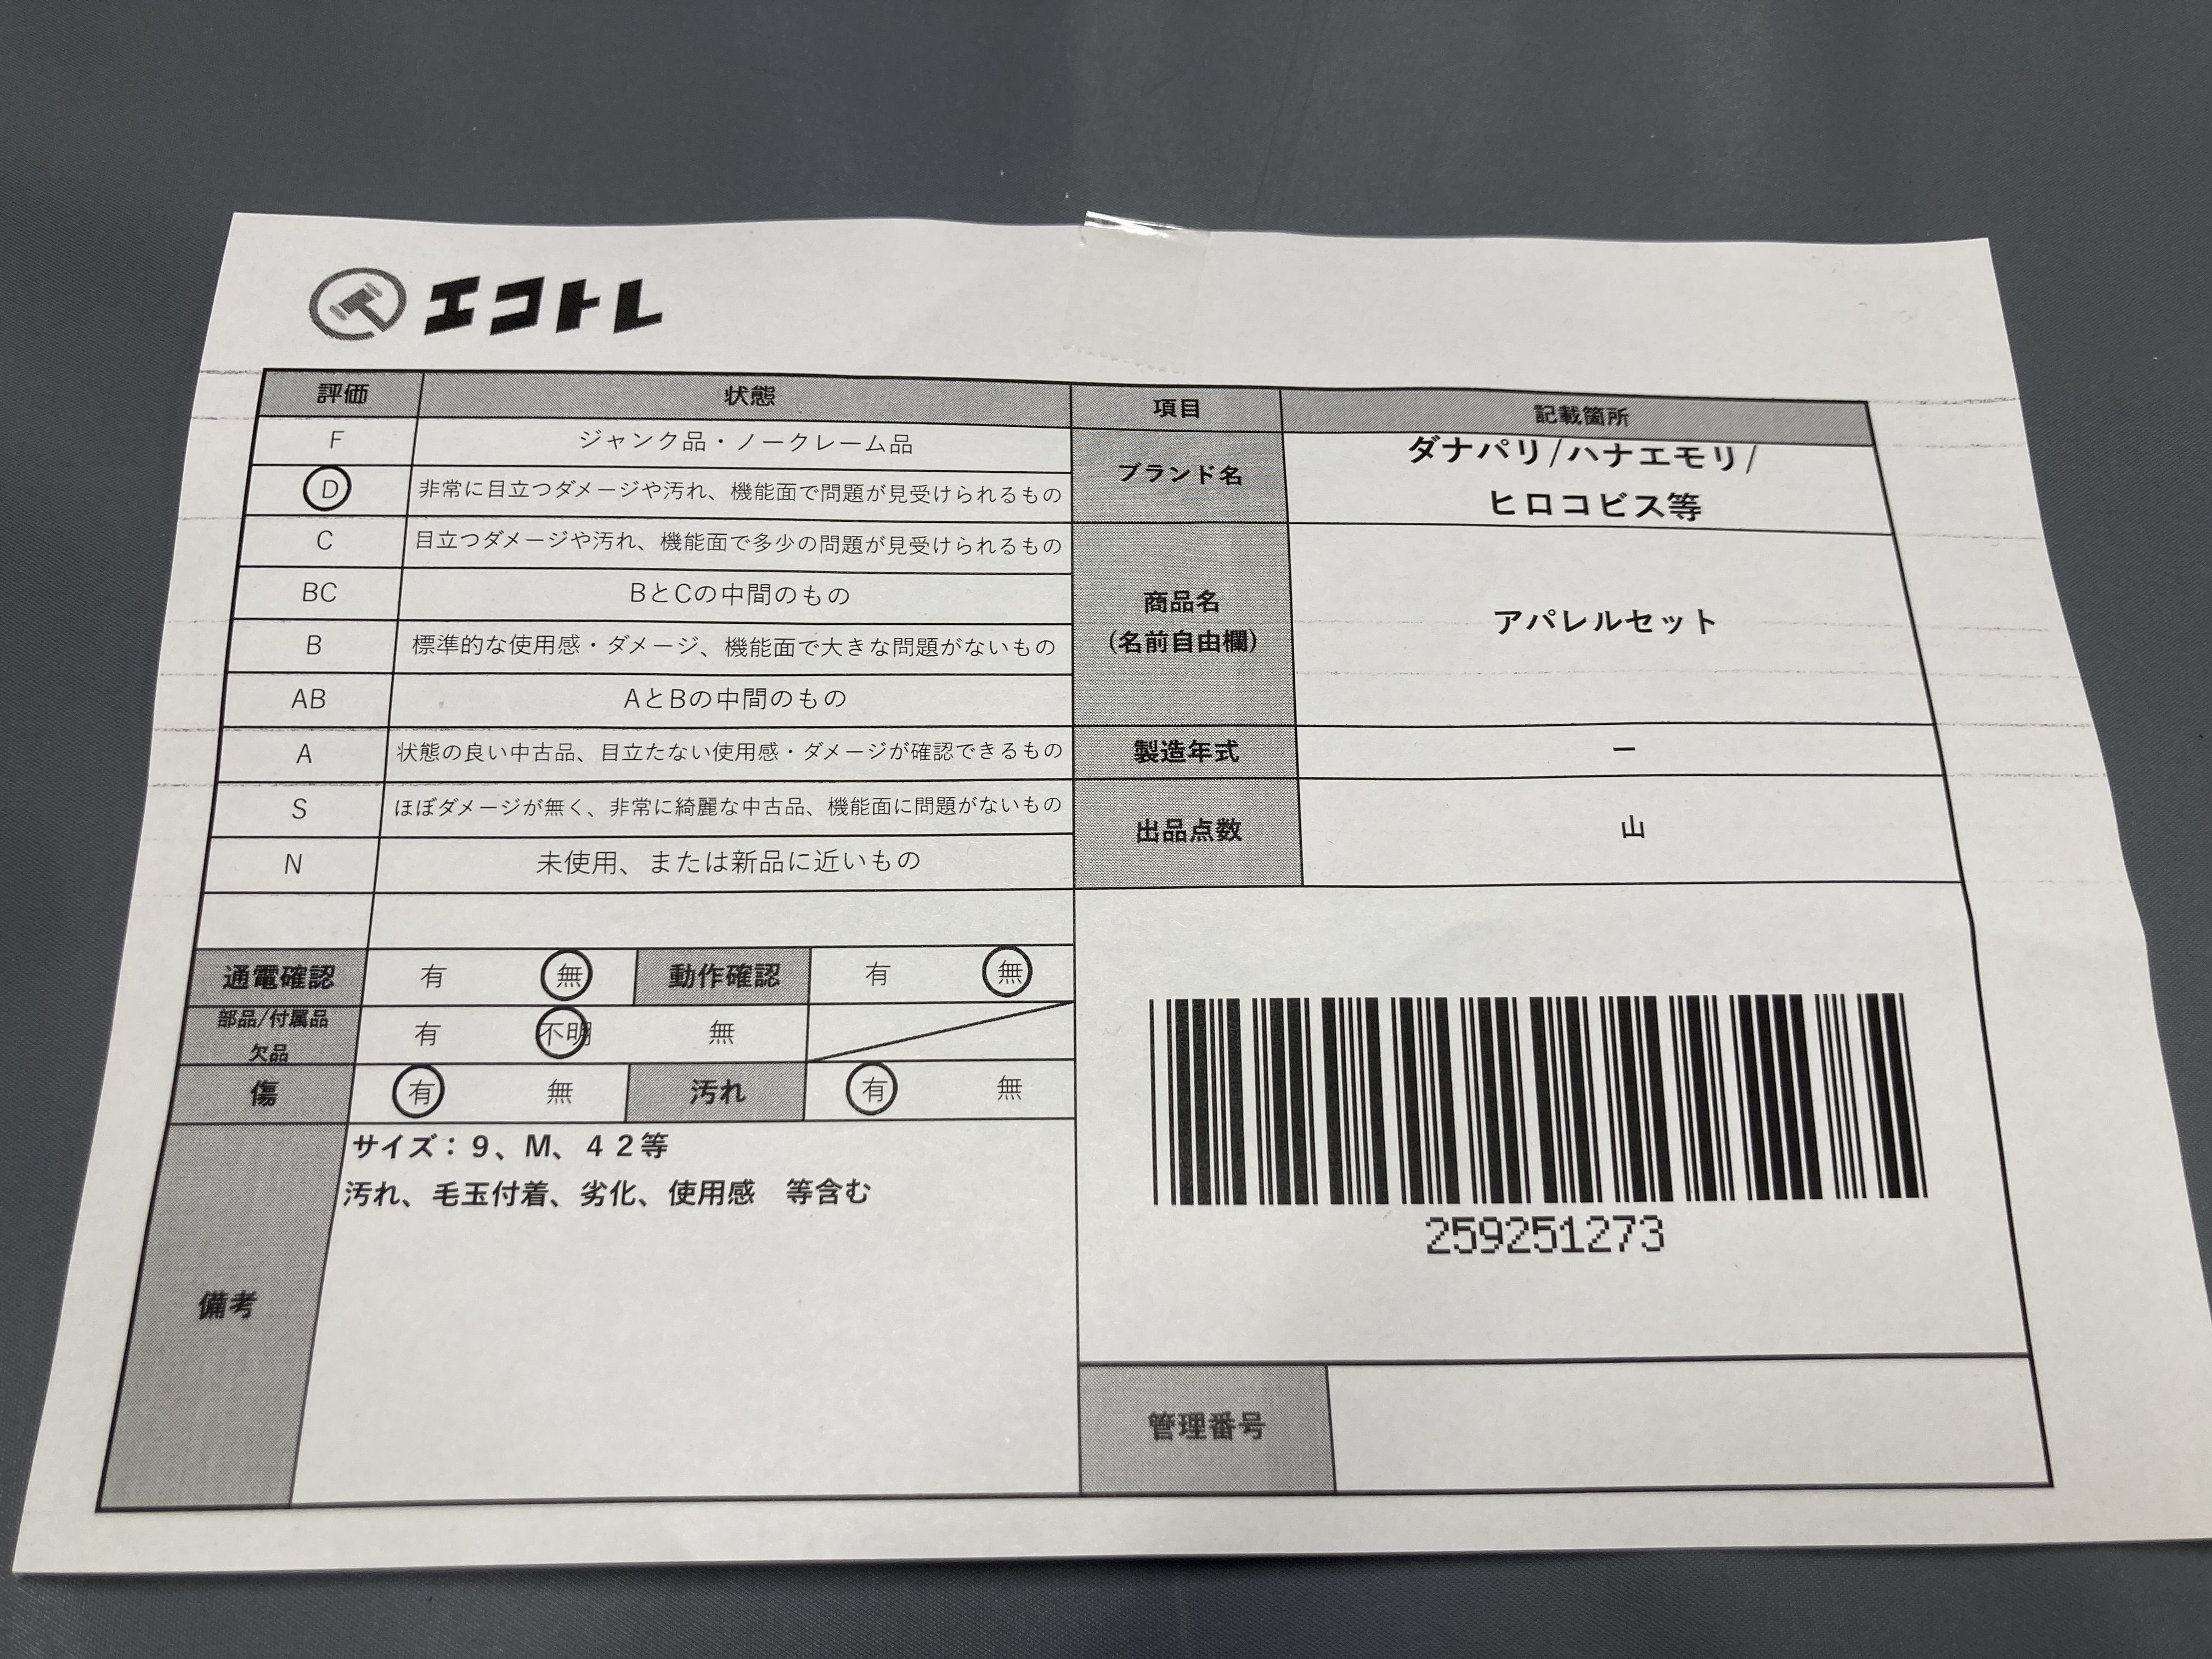 エコトレ
評価 状態
F ジャンク品・ノークレーム品
D 非常に目立つダメージや汚れ、機能面で問題が見受けられるもの
C 目立つダメージや汚れ、機能面で多少の問題が見受けられるもの
BC BとCの中間のもの
B 標準的な使用感・ダメージ、機能面で大きな問題がないもの
AB AとBの中間のもの
A 状態の良い中古品、目立たない使用感・ダメージが確認できるもの
S ほぼダメージが無く、非常に綺麗な中古品、機能面に問題がないもの
N 未使用、または新品に近いもの
通電確認 有 無 動作確認 有 無
部品/付属品
欠品 有 不明 無
傷 有 無 汚れ 有 無
備考
サイズ：９、M、４２等
汚れ、毛玉付着、劣化、使用感　等含む
項目 記載箇所
ブランド名
ダナパリ/ハナエモリ/
ヒロコビス等
商品名
(名前自由欄)
アパレルセット
製造年式 ー
出品点数 山
259251273
管理番号